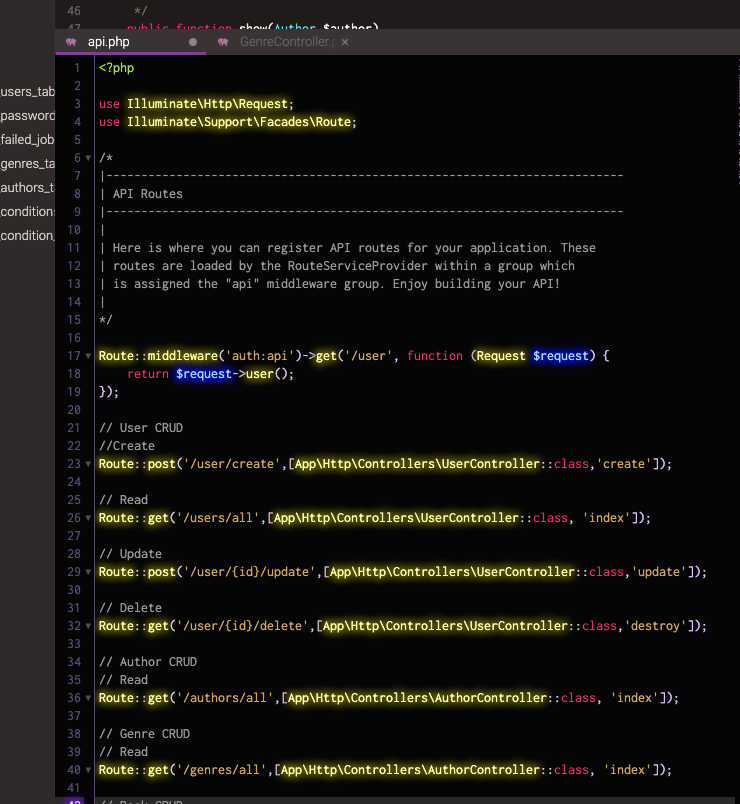 46 */
47 public function show(Author $author)
api.php GenreController.
_users_tab
password
_failed_job
_genres_ta
_authors_t
_condition
_condition_
1 <?php
2
3 use Illuminate\Http\Request;
4 use Illuminate\Support\Facades\Route;
5
6 /*
7 |--------------------------------------------------------------------------
8 | API Routes
9 |--------------------------------------------------------------------------
10 |
11 | Here is where you can register API routes for your application. These
12 | routes are loaded by the RouteServiceProvider within a group which
13 | is assigned the "api" middleware group. Enjoy building your API!
14 |
15 */
16
17 Route::middleware('auth:api')->get('/user', function (Request $request) {
18 return $request->user();
19 });
20
21 // User CRUD
22 //Create
23 Route::post('/user/create',[App\Http\Controllers\UserController::class,'create']);
24
25 // Read
26 Route::get('/users/all',[App\Http\Controllers\UserController::class, 'index']);
27
28 // Update
29 Route::post('/user/{id}/update',[App\Http\Controllers\UserController::class,'update']);
30
31 // Delete
32 Route::get('/user/{id}/delete',[App\Http\Controllers\UserController::class,'destroy']);
33
34 // Author CRUD
35 // Read
36 Route::get('/authors/all',[App\Http\Controllers\AuthorController::class, 'index']);
37
38 // Genre CRUD
39 // Read
40 Route::get('/genres/all',[App\Http\Controllers\AuthorController::class, 'index']);
41
42 // Book CRUD